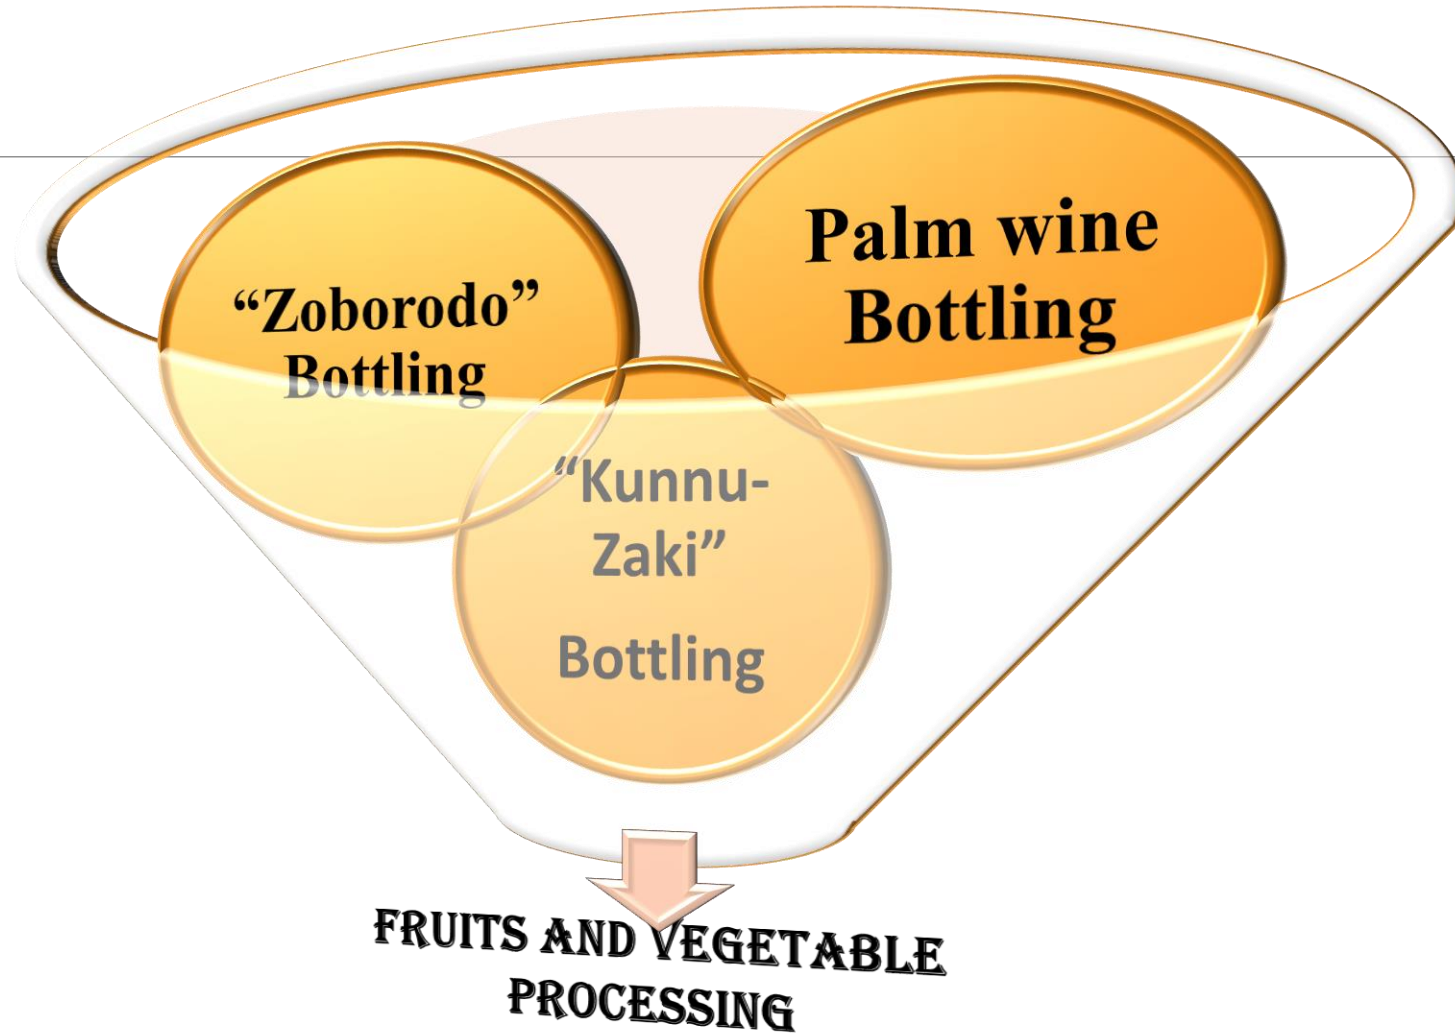 “Zoborodo”
Bottling
Palm wine
Bottling
“Kunnu-
Zaki”
Bottling
FRUITS AND VEGETABLE
PROCESSING